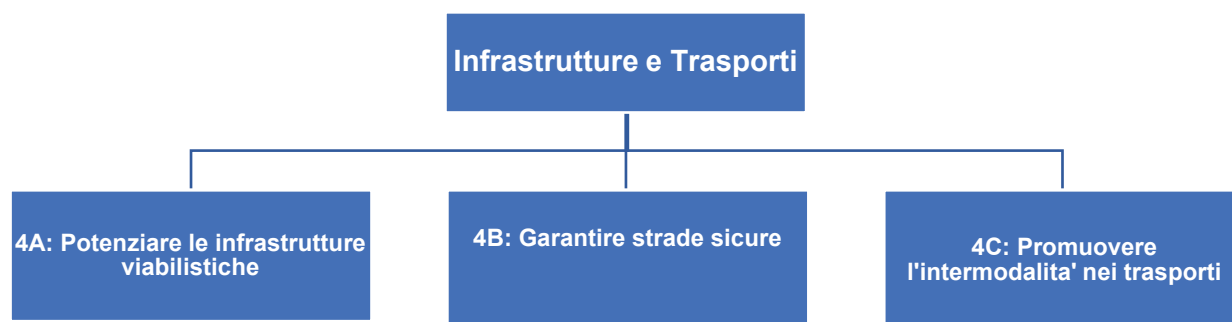 Infrastrutture e Trasporti
4A: Potenziare le infrastrutture
viabilistiche
4B: Garantire strade sicure
4C: Promuovere
l'intermodalita' nei trasporti